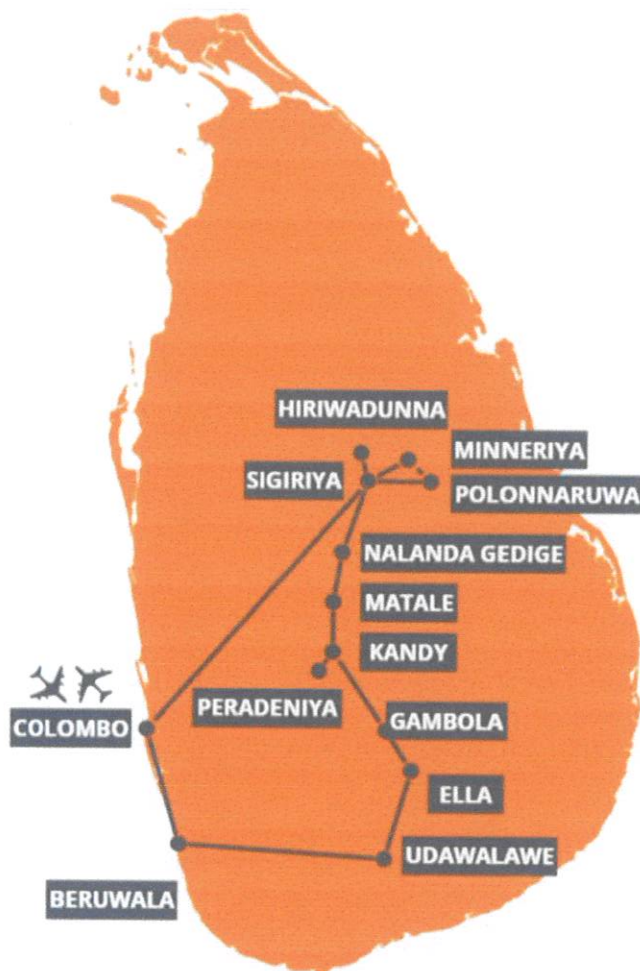 HIRIWADUNNA
MINNERIYA
SIGIRIYA
POLONNARUWA
NALANDA GEDIGE
MATALE
KANDY
PERADENIYA
GAMBOLA
COLOMBO
ELLA
UDAWALAWE
BERUWALA